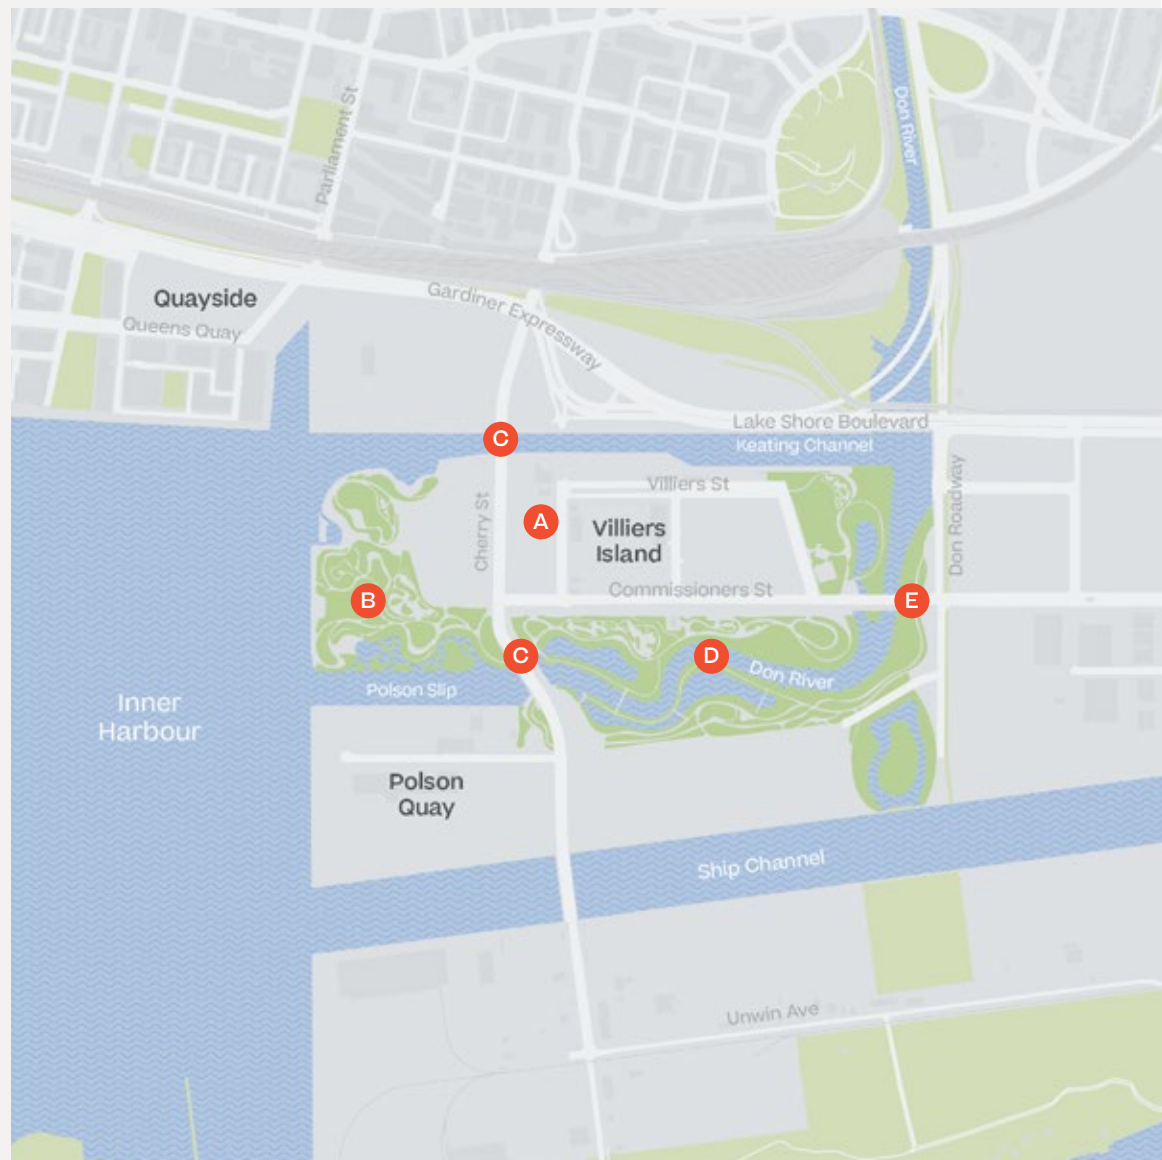 Don River
Parliament St
Quayside
Queens Quay
Gardiner Expressway
Lake Shore Boulevard
C
Keating Channel
Villiers St
Cherry St
A
Villiers
Island
Don Roadway
Commissioners St
B
E
C
D
Don River
Polson Slip
Inner
Harbour
Polson
Quay
Ship Channel
Unwin Ave